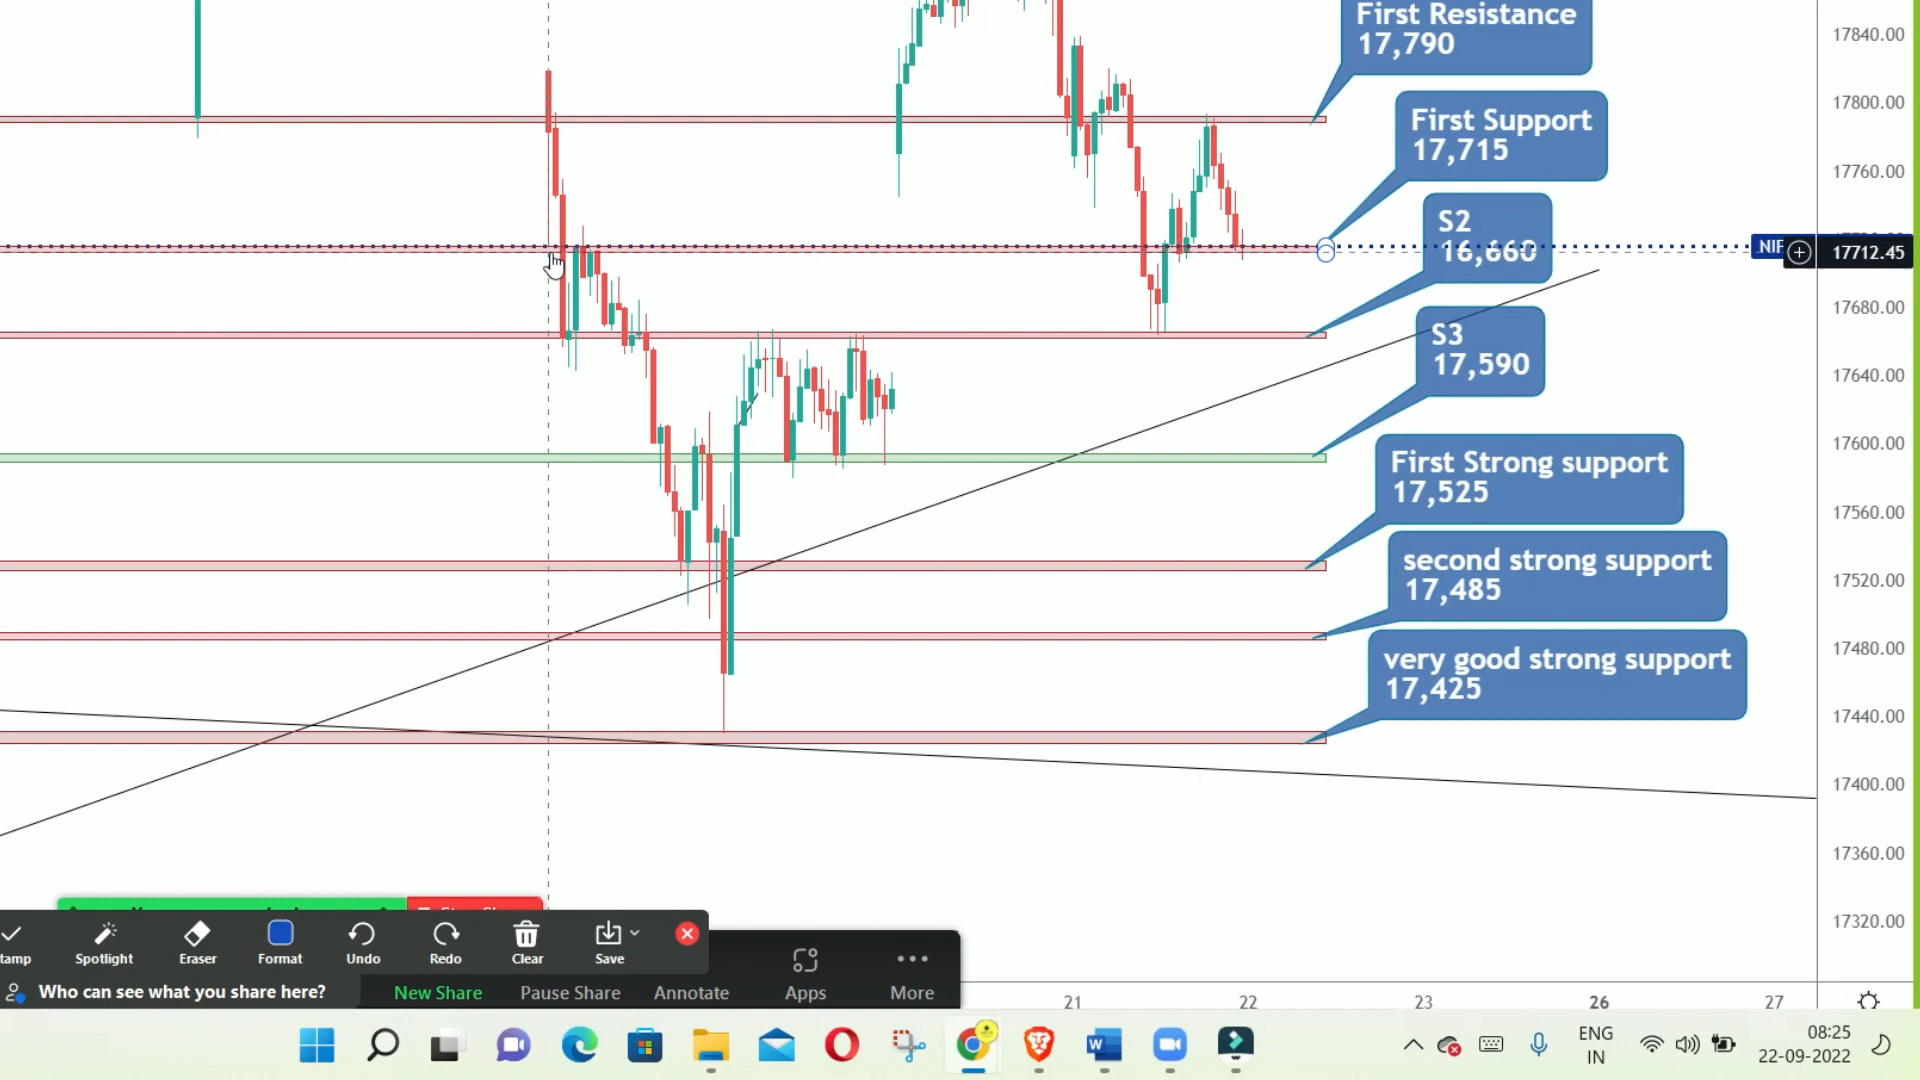 First Resistance
17,790
17840.00
17800.00
First Support
17,715
17760.00
S2
16,660
NIF
17712.45
17680.00
S3
17,590
17640.00
17600.00
First Strong support
17,525
17560.00
17520.00
second strong support
17,485
17480.00
very good strong support
17,425
17440.00
17400.00
17360.00
17320.00
tamp
Spotlight
Eraser
Format
Undo
Redo
Clear
Save
Who can see what you share here?
New Share
Pause Share
Annotate
Apps
More
21
22
23
26
27
ENG
IN
08:25
22-09-2022